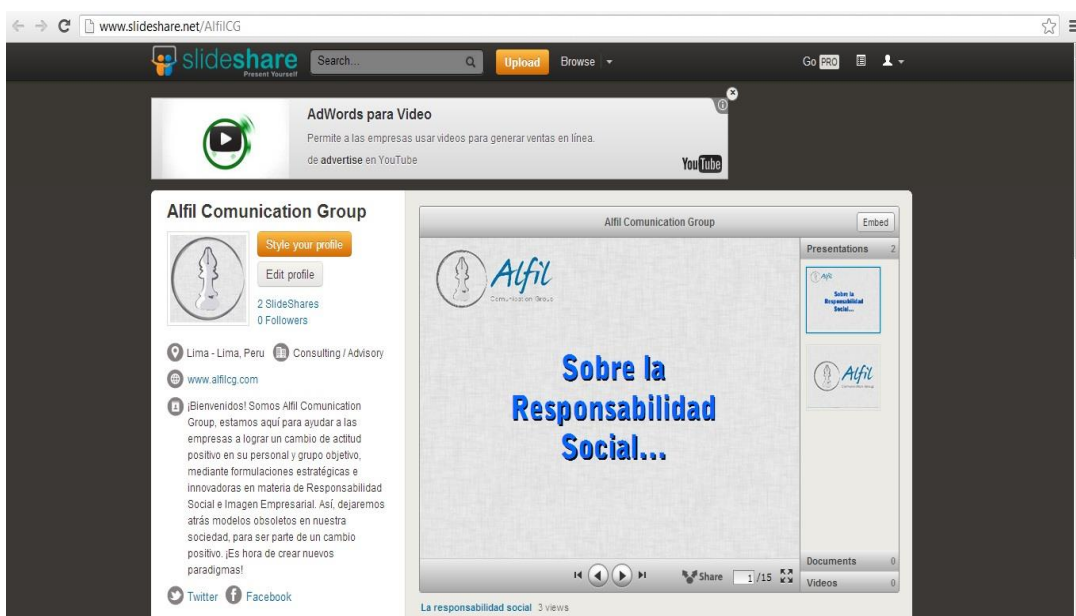 www.slideshare.net/AlfilCG
slideshare
Present Yourself
Search...
Upload
Browse
Go PRO
AdWords para Video
Permite a las empresas usar videos para generar ventas en línea.
de advertise en YouTube
YouTube
Alfil Comunication Group
Style your profile
Edit profile
2 SlideShares
0 Followers
Lima - Lima, Peru
Consulting / Advisory
www.alfilcg.com
¡Bienvenidos! Somos Alfil Comunication
Group, estamos aquí para ayudar a las
empresas a lograr un cambio de actitud
positivo en su personal y grupo objetivo,
mediante formulaciones estratégicas e
innovadoras en materia de Responsabilidad
Social e Imagen Empresarial. Así, dejaremos
atrás modelos obsoletos en nuestra
sociedad, para ser parte de un cambio
positivo. ¡Es hora de crear nuevos
paradigmas!
Twitter
Facebook
Alfil Comunication Group
Embed
Alfil
Comunication Group
Sobre la
Responsabilidad
Social...
Share
1 /15
Presentations 2
Alfil
Sobre la
Responsabilidad
Social...
Alfil
Documents 0
Videos 0
La responsabilidad social 3 views